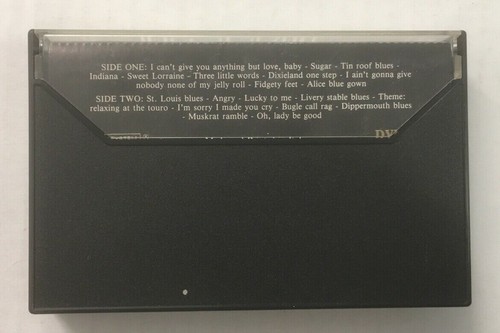 SIDE ONE: I can't give you anything but love, baby - Sugar - Tin roof blues -
Indiana - Sweet Lorraine - Three little words - Dixieland one step - I ain't gonna give
nobody none of my jelly roll - Fidgety feet - Alice blue gown
SIDE TWO: St. Louis blues - Angry - Lucky to me - Livery stable blues - Theme:
relaxing at the touro - I'm sorry I made you cry - Bugle call rag - Dippermouth blues
- Muskrat ramble - Oh, lady be good